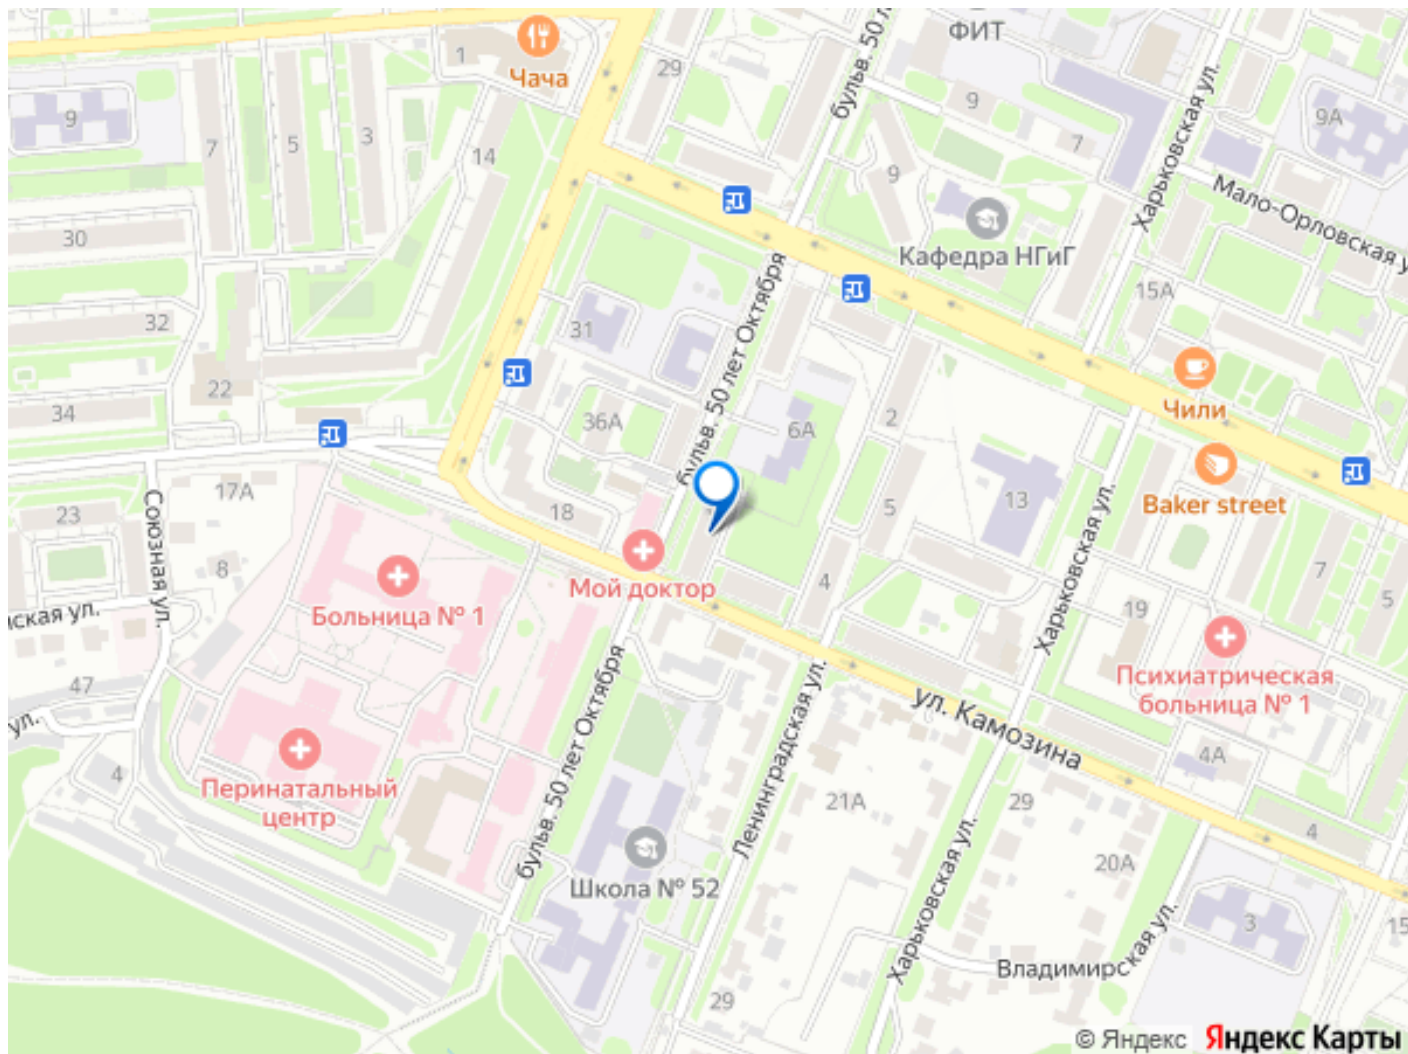 29
бульв. 50 л
ФИТ
1
Чача
9
9А
9
7
5
3
14
7
Харьковская ул.
9
Мало-Орловская у
30
Кафедра НГиГ
15А
32
31
бульв. 50 лет Октября
22
34
36А
2
6А
Чили
17А
18
13
Baker street
23
Союзная ул.
8
5
Мой доктор
4
Харьковская ул.
7
5
нская ул.
Больница № 1
19
Психиатрическая
больница № 1
47
ул.
бульв. 50 лет Октября
Ленинградская ул.
ул. Камозина
4
Перинатальный
центр
4А
21А
29
4
Харьковская ул.
20А
Школа № 52
3
15
Владимирская ул.
29
© Яндекс Яндекс Карты